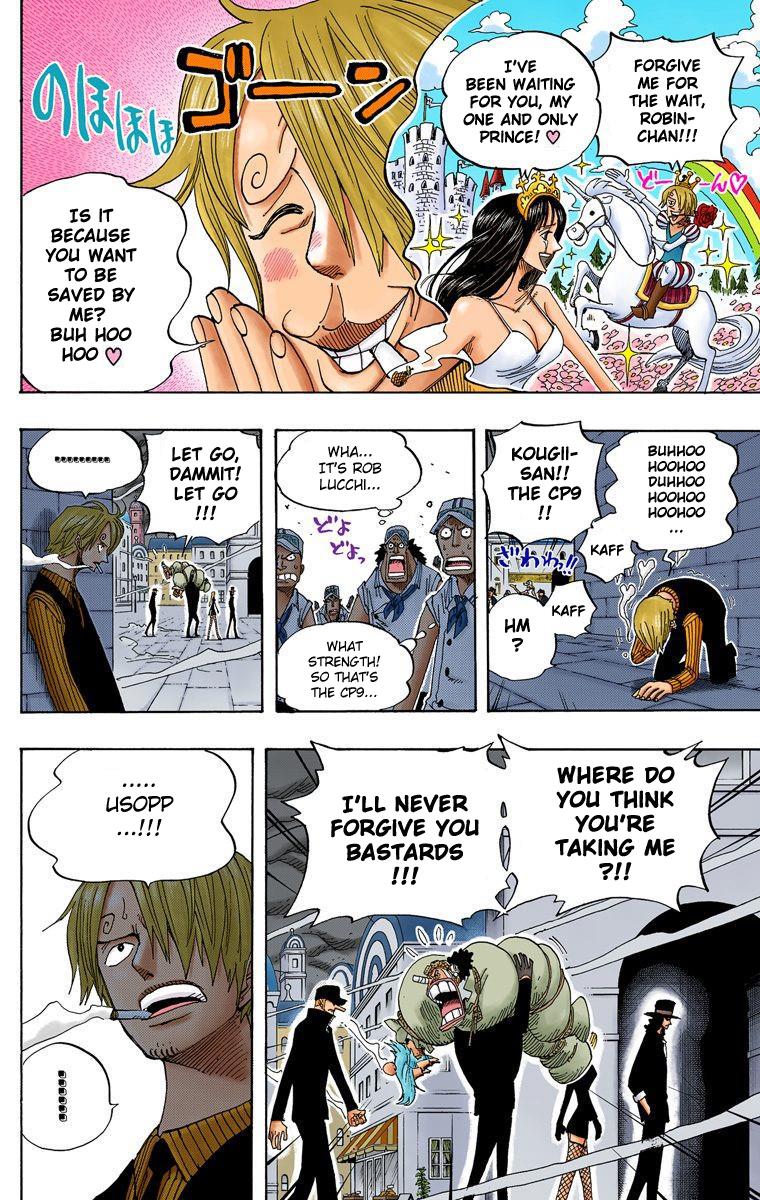 FORGIVE
ME FOR
THE WAIT,
ROBIN-
CHAN!!!
どーーん♡
I'VE
BEEN WAITING
FOR YOU, MY
ONE AND ONLY
PRINCE! ♥
ゴーン
のほほほ
IS IT
BECAUSE
YOU WANT
TO BE
SAVED BY
ME?
BUH HOO
HOO ♥
BUHHOO
HOOHOO
DUHHOO
HOOHOO
HOOHOO
...
KAFF
KAFF
KOUGII-
SAN!!
THE CP9
!!
ざわわっ!!
HM
?
WHA...
IT'S ROB
LUCCHI...
どよ
どよっ
WHAT
STRENGTH!
SO THAT'S
THE CP9...
LET GO,
DAMMIT!
LET GO
!!!
.........
WHERE DO
YOU THINK
YOU'RE
TAKING ME
?!!
I'LL NEVER
FORGIVE YOU
BASTARDS
!!!
.....
USOPP
...!!!
......